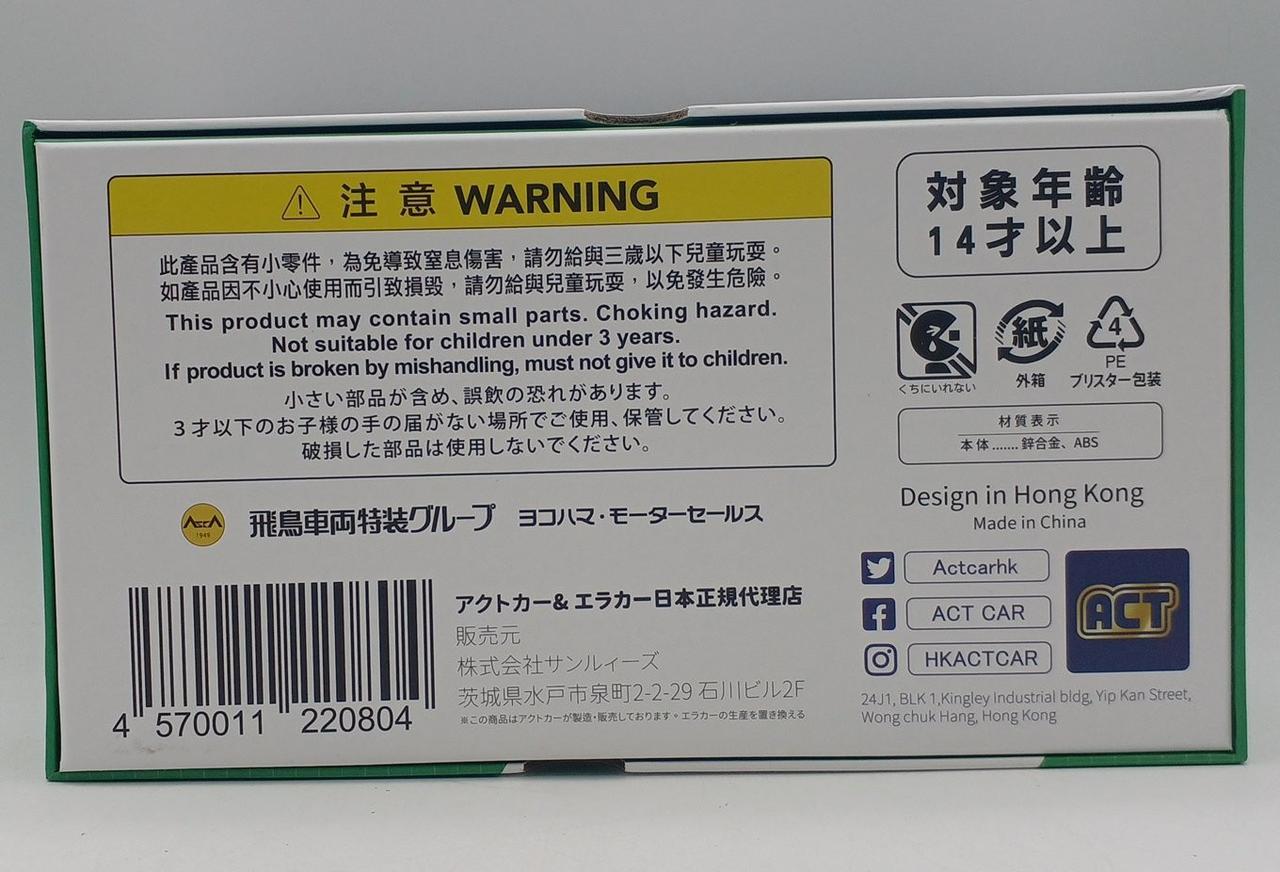 注意 WARNING
此產品含有小零件，為免導致窒息傷害，請勿給與三歲以下兒童玩耍。
如產品因不小心使用而引致損毀，請勿給與兒童玩耍，以免發生危險。
This product may contain small parts. Choking hazard.
Not suitable for children under 3 years.
If product is broken by mishandling, must not give it to children.
小さい部品が含め、誤飲の恐れがあります。
3才以下のお子様の手の届がない場所でご使用、保管してください。
破損した部品は使用しないでください。
対象年齢
14才以上
くちにいれない
紙
外箱
4
PE
ブリスター包装
材質表示
本体.......鋅合金、ABS
Design in Hong Kong
Made in China
AscA
1949
飛鳥車両特装グループ ヨコハマ・モーターセールス
4 570011 220804
アクトカー& エラカー日本正規代理店
販売元
株式会社サンルィーズ
茨城県水戸市泉町2-2-29 石川ビル2F
※この商品はアクトカーが製造・販売しております。エラカーの生産を置き換える
Actcarhk
ACT CAR
HKACTCAR
ACT
24J1, BLK 1,Kingley Industrial bldg, Yip Kan Street,
Wong chuk Hang, Hong Kong